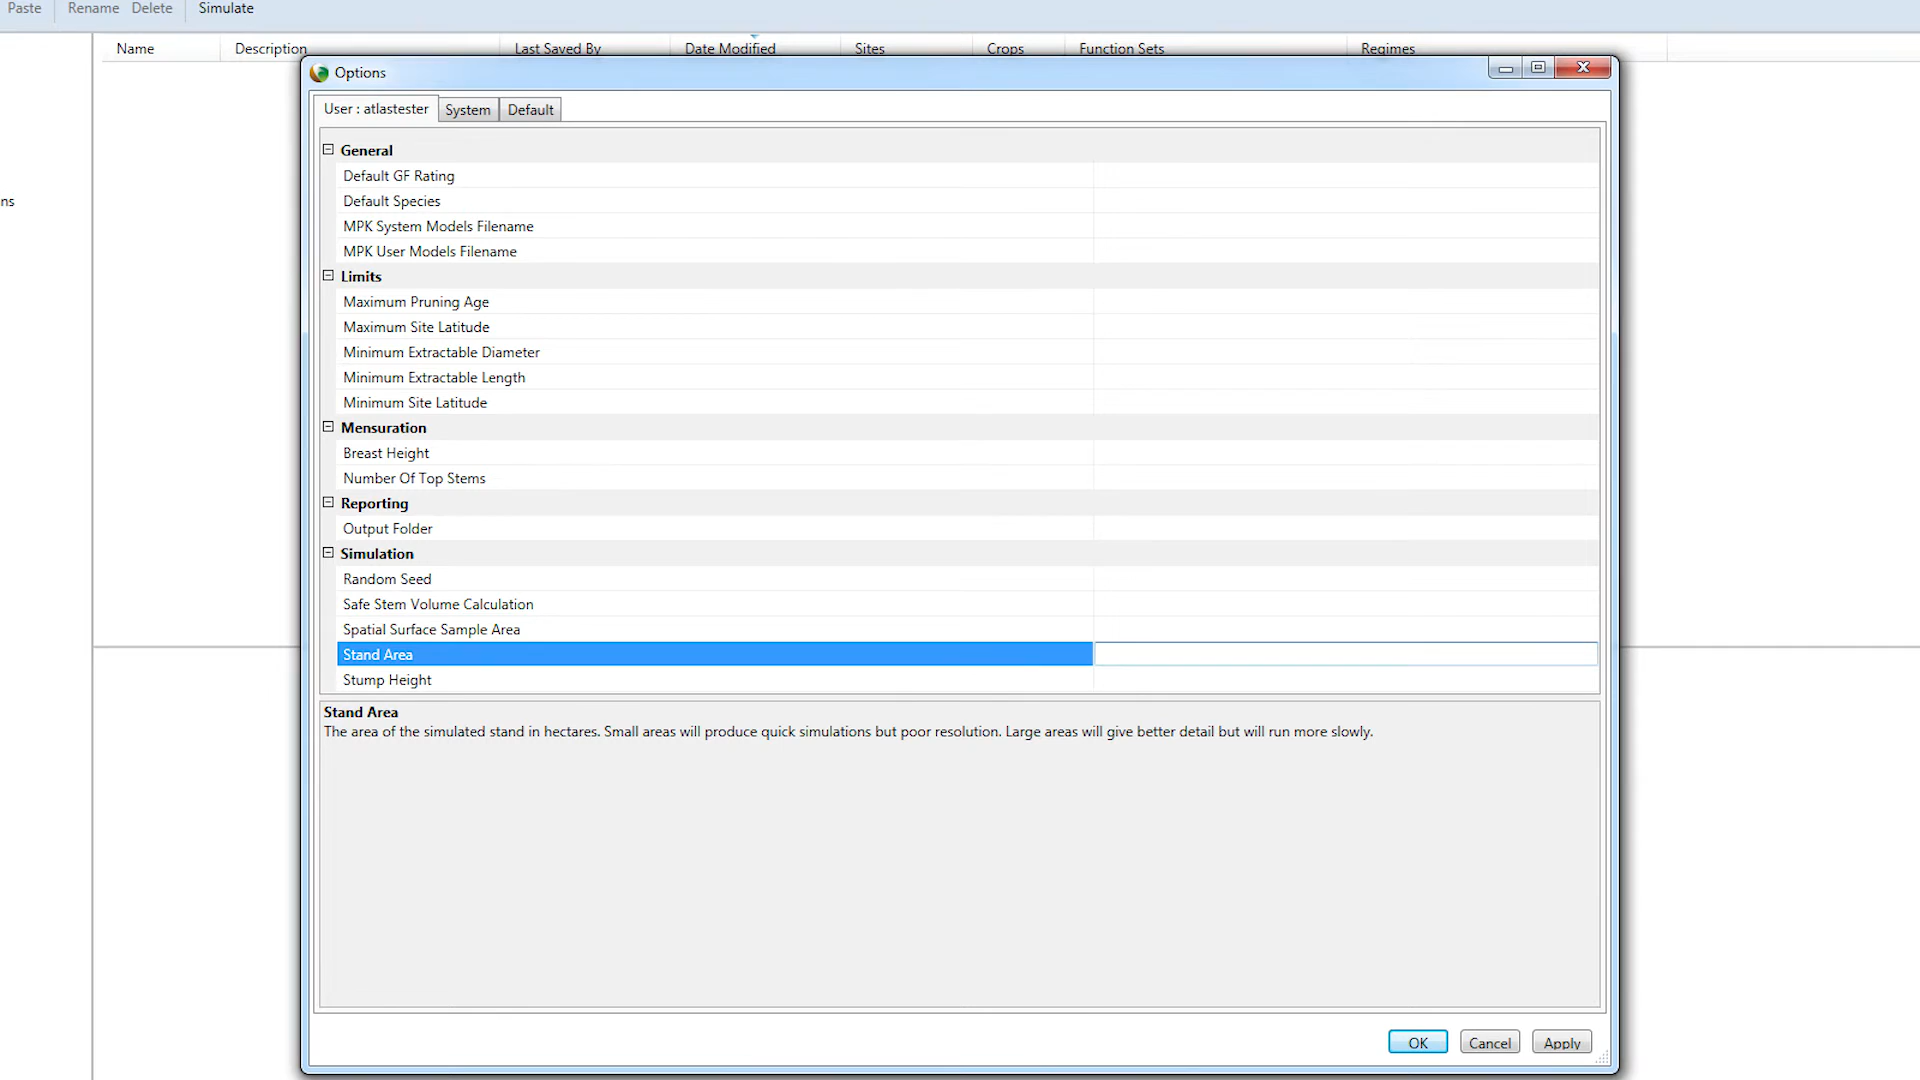 Paste Rename Delete Simulate
Name Description Last Saved By Date Modified Sites Crops Function Sets Regimes
Options
User : atlastester System Default
General
Default GF Rating
Default Species
ns
MPK System Models Filename
MPK User Models Filename
Limits
Maximum Pruning Age
Maximum Site Latitude
Minimum Extractable Diameter
Minimum Extractable Length
Minimum Site Latitude
Mensuration
Breast Height
Number Of Top Stems
Reporting
Output Folder
Simulation
Random Seed
Safe Stem Volume Calculation
Spatial Surface Sample Area
Stand Area
Stump Height
Stand Area
The area of the simulated stand in hectares. Small areas will produce quick simulations but poor resolution. Large areas will give better detail but will run more slowly.
OK Cancel Apply